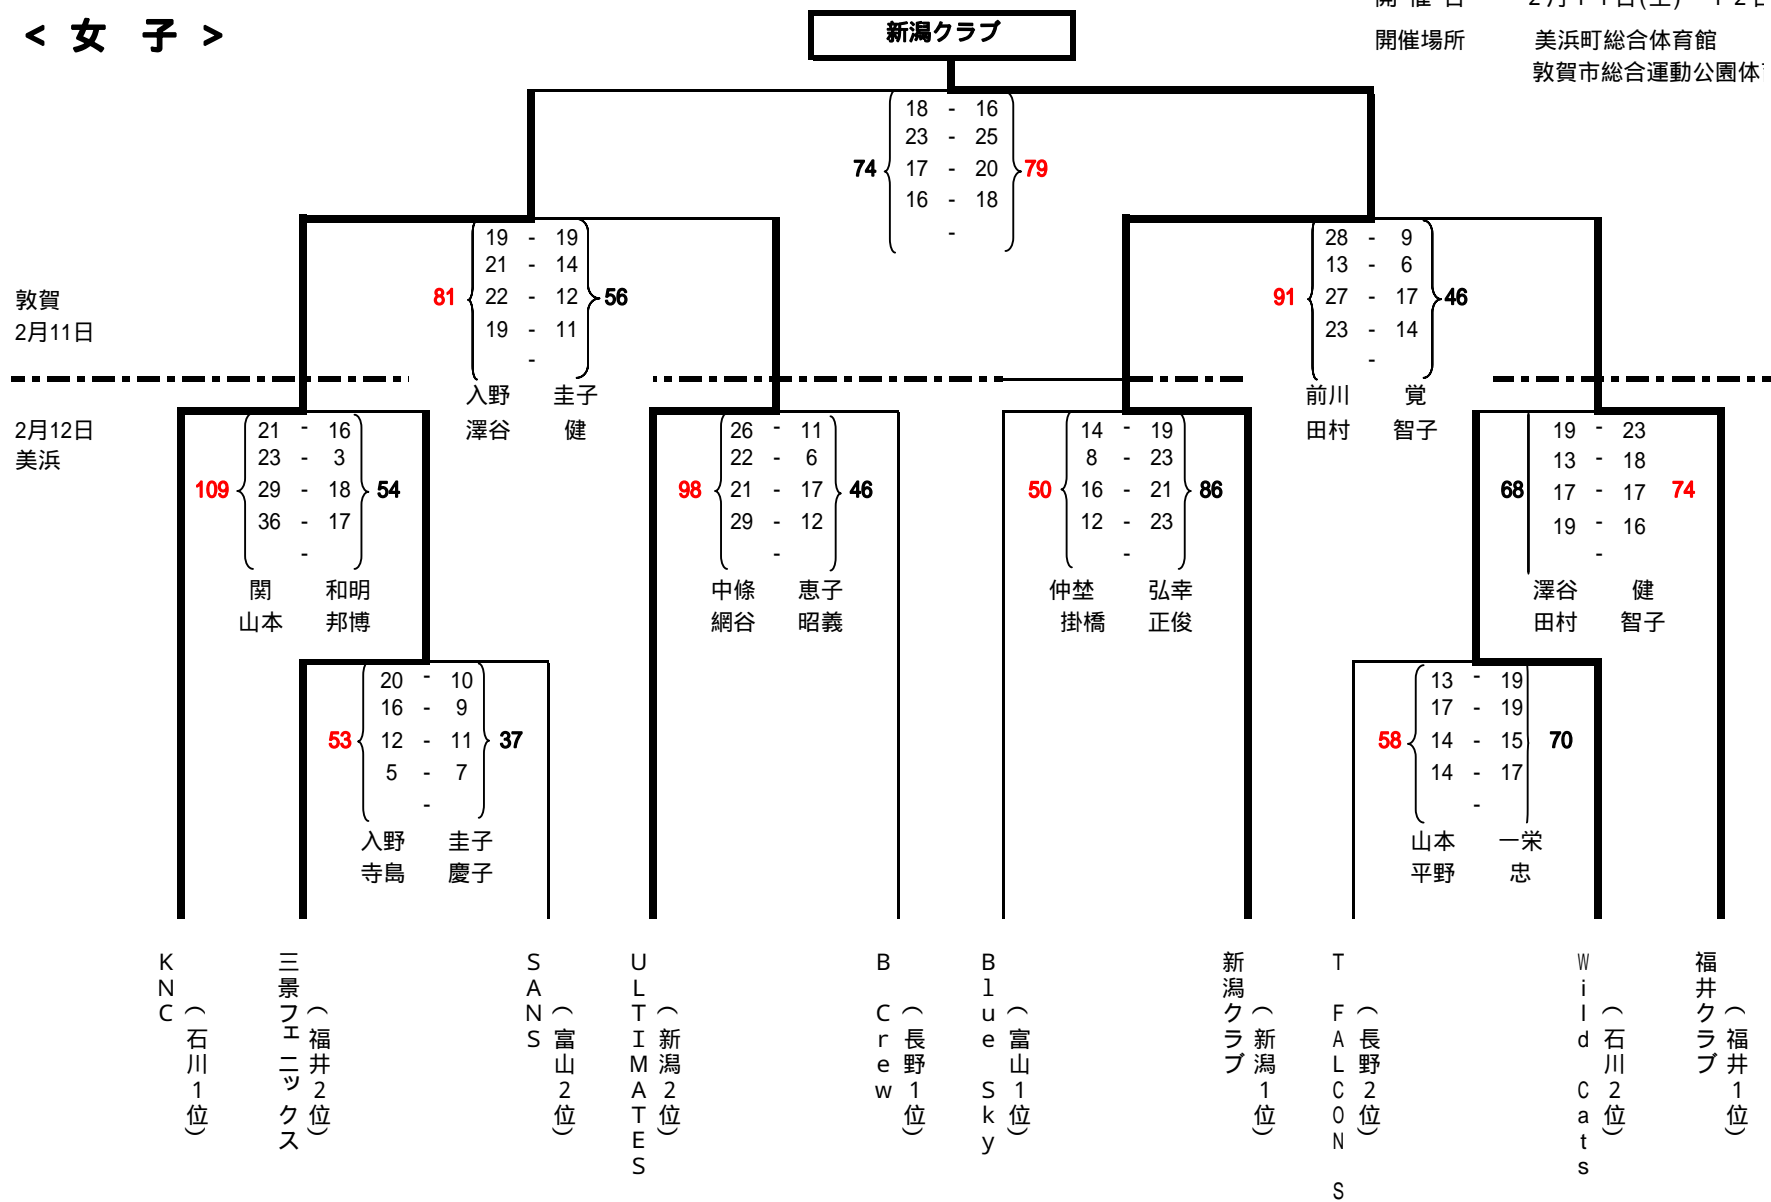 < 女 子 >
新潟クラブ
開催場所 美浜町総合体育館
敦賀市総合運動公園体
18 - 16
23 - 25
74 17 - 20 79
16 - 18
-
19 - 19
21 - 14
81 22 - 12 56
19 - 11
-
入野 圭子
澤谷 健
28 - 9
13 - 6
91 27 - 17 46
23 - 14
-
前川 覚
田村 智子
敦賀
2月11日
2月12日
美浜
21 - 16
23 - 3
109 29 - 18 54
36 - 17
-
関 和明
山本 邦博
26 - 11
22 - 6
98 21 - 17 46
29 - 12
-
中條 恵子
網谷 昭義
14 - 19
8 - 23
50 16 - 21 86
12 - 23
-
仲埜 弘幸
掛橋 正俊
19 - 23
13 - 18
68 17 - 17 74
19 - 16
-
澤谷 健
田村 智子
20 - 10
16 - 9
53 12 - 11 37
5 - 7
-
入野 圭子
寺島 慶子
13 - 19
17 - 19
58 14 - 15 70
14 - 17
-
山本 一栄
平野 忠
KNC
(石川1位)
三景フェニックス
(福井2位)
SANS
(富山2位)
ULTIMATES
(新潟2位)
B Crew
(長野1位)
Blue Sky
(富山1位)
新潟クラブ
(新潟1位)
T FALCONS
(長野2位)
Wild Cats
(石川2位)
福井クラブ
(福井1位)